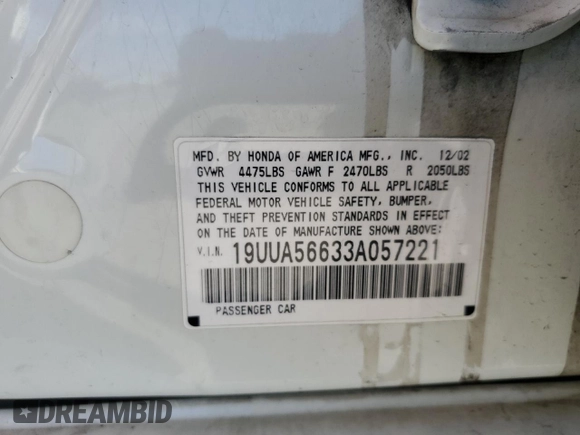 MFD. BY HONDA OF AMERICA MFG., INC. 12/02
GVWR 4475LBS GAWR F 2470LBS R 2050LBS
THIS VEHICLE CONFORMS TO ALL APPLICABLE
FEDERAL MOTOR VEHICLE SAFETY, BUMPER,
AND THEFT PREVENTION STANDARDS IN EFFECT
ON THE DATE OF MANUFACTURE SHOWN ABOVE.
V.I.N. 19UUA56633A057221
PASSENGER CAR
DREAMBID